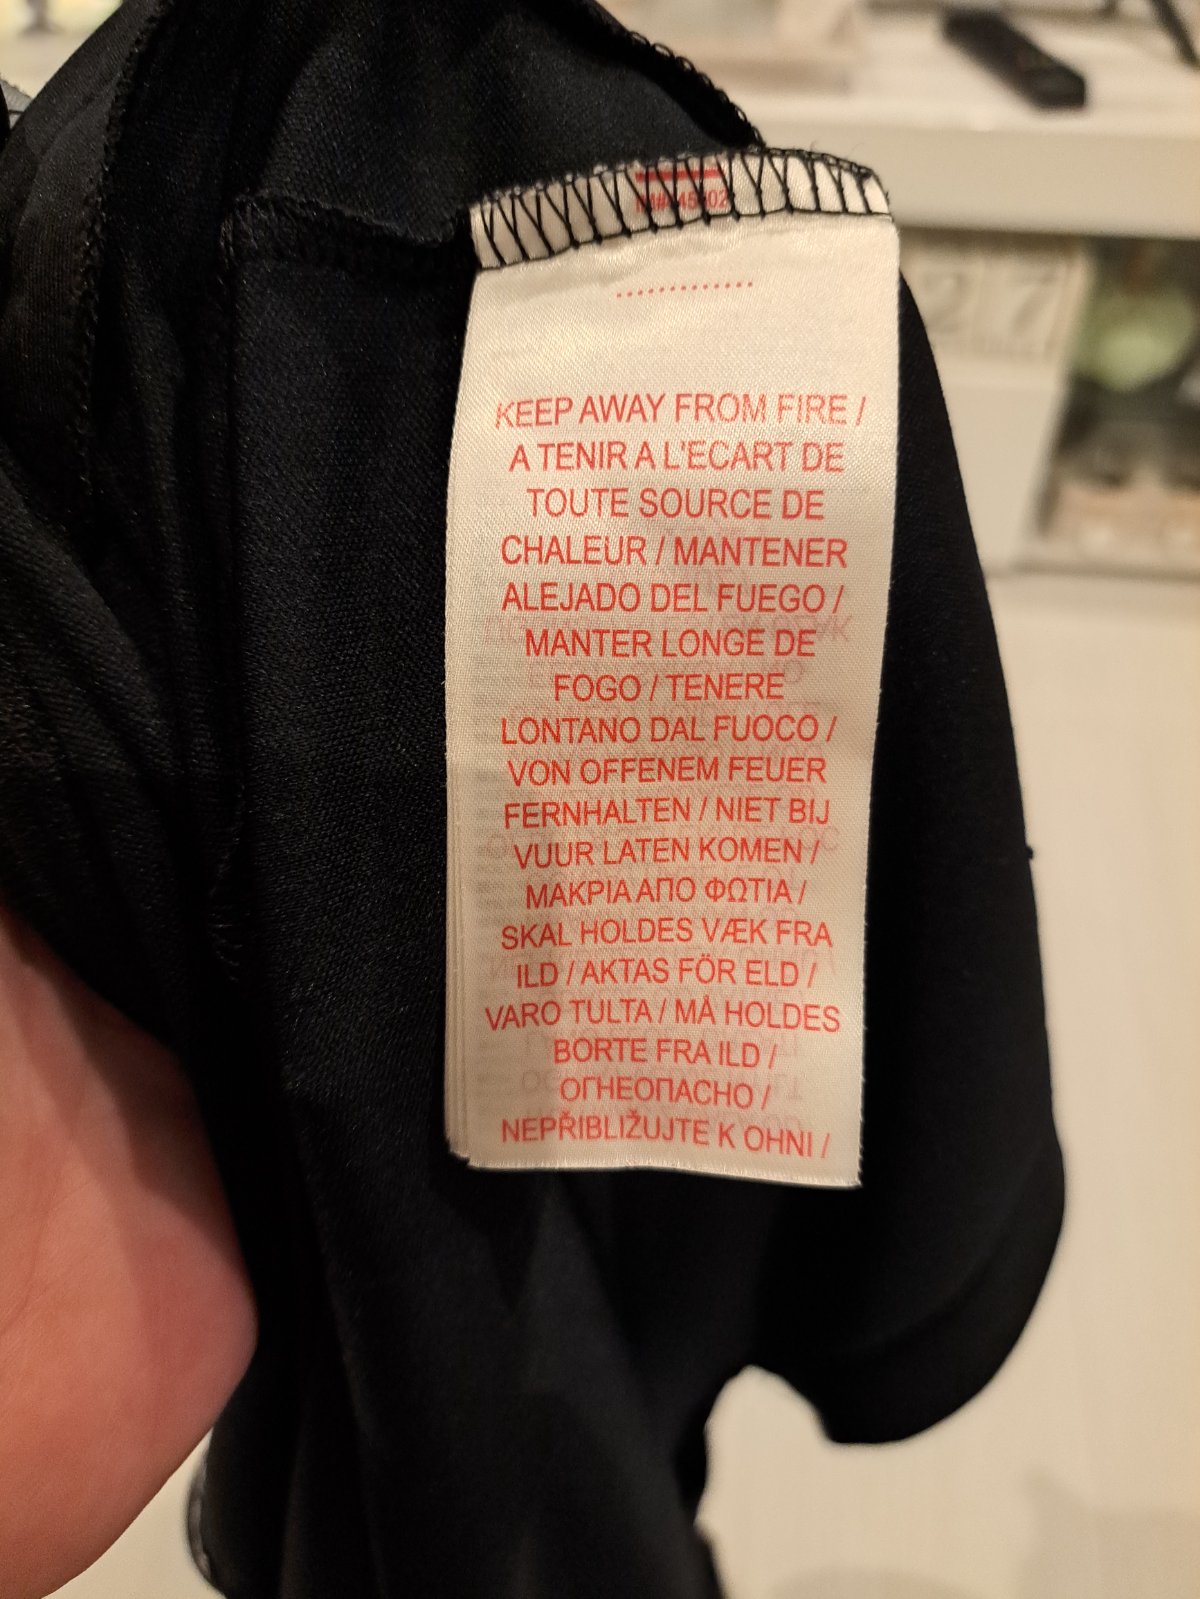 KEEP AWAY FROM FIRE /
A TENIR A L'ECART DE
TOUTE SOURCE DE
CHALEUR / MANTENER
ALEJADO DEL FUEGO /
MANTER LONGE DE
FOGO / TENERE
LONTANO DAL FUOCO /
VON OFFENEM FEUER
FERNHALTEN / NIET BIJ
VUUR LATEN KOMEN /
ΜΑΚΡΙΑ ΑΠΟ ΦΩΤΙΑ /
SKAL HOLDES VÆK FRA
ILD / AKTAS FÖR ELD /
VARO TULTA / MÅ HOLDES
BORTE FRA ILD /
ОГНЕОПАСНО /
NEPŘIBLIŽUJTE K OHNI /
2 7